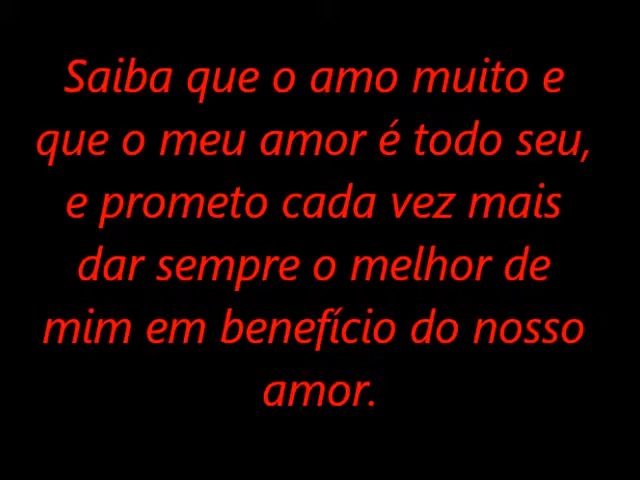 Saiba que o amo muito e
que o meu amor é todo seu,
e prometo cada vez mais
dar sempre o melhor de
mim em benefício do nosso
amor.